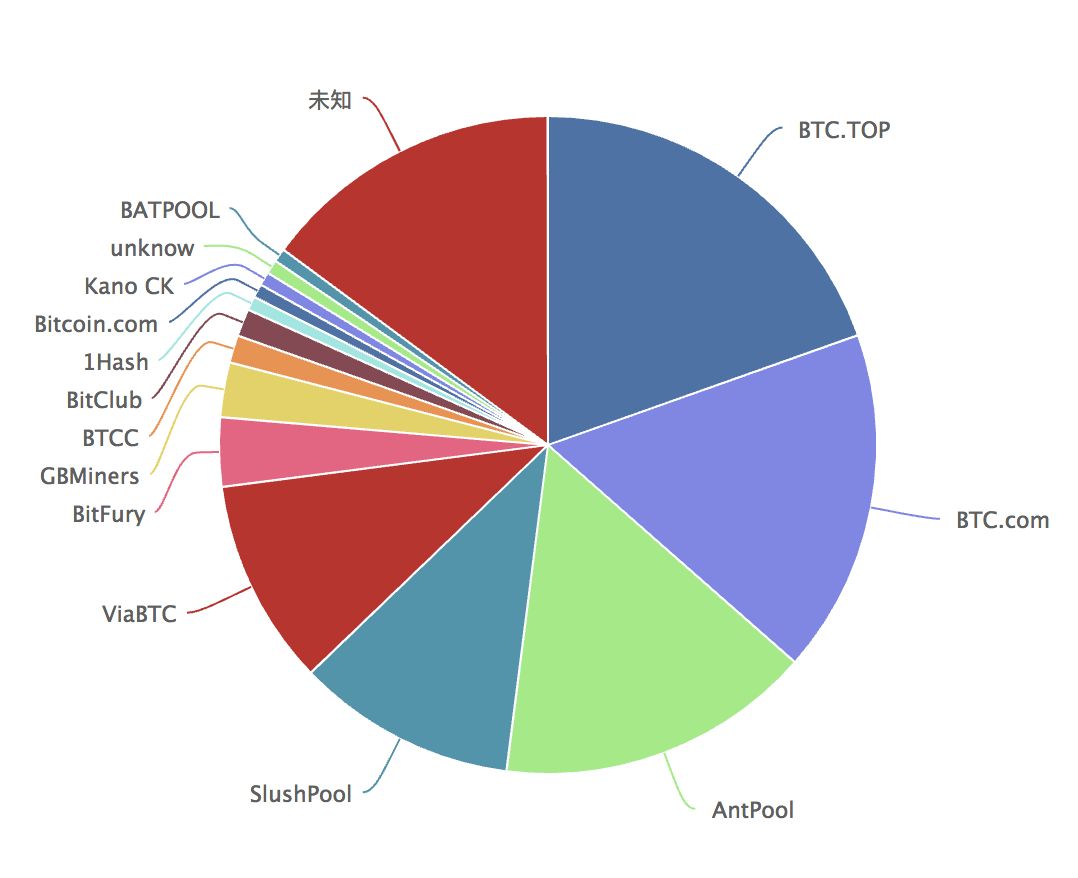 未知
BTC.TOP
BATPOOL
unknow
Kano CK
Bitcoin.com
1Hash
BitClub
BTCC
GBMiners
BitFury
BTC.com
ViaBTC
SlushPool
AntPool